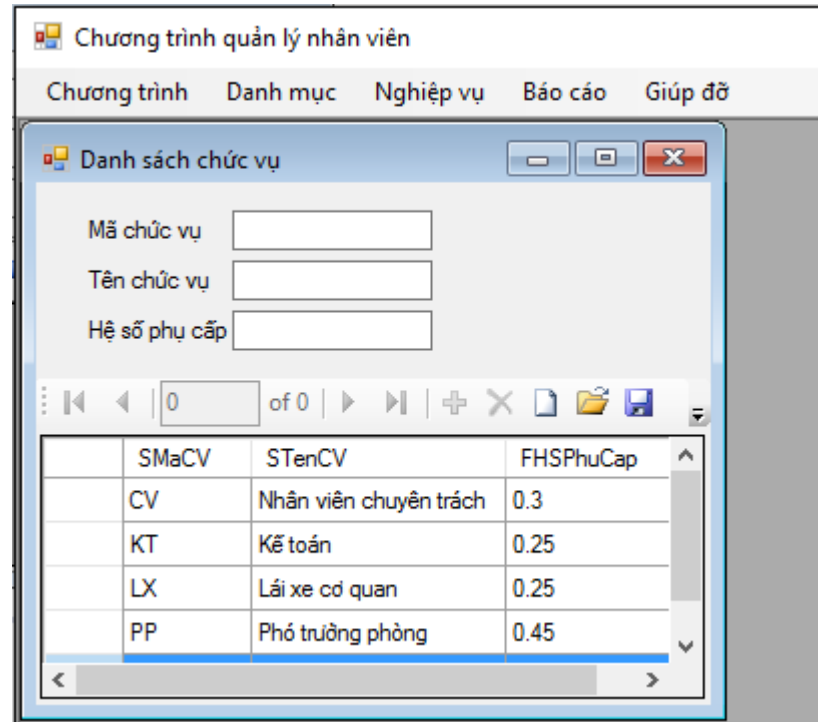 Chương trình quản lý nhân viên
Chương trình Danh mục Nghiệp vụ Báo cáo Giúp đỡ
Danh sách chức vụ
Mã chức vụ
Tên chức vụ
Hệ số phụ cấp
0 of 0
SMaCV STenCV FHSPhuCap
CV Nhân viên chuyên trách 0.3
KT Kế toán 0.25
LX Lái xe cơ quan 0.25
PP Phó trưởng phòng 0.45